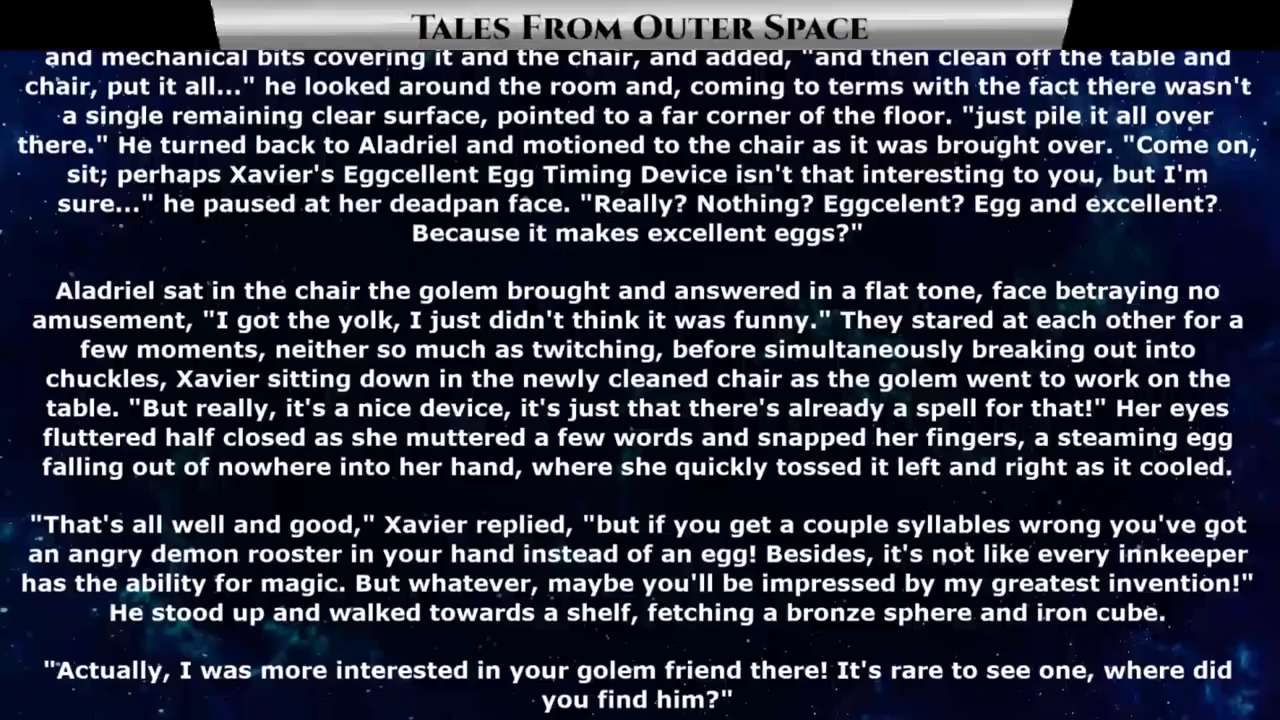 Tales From Outer Space
and mechanical bits covering it and the chair, and added, "and then clean off the table and
chair, put it all..." he looked around the room and, coming to terms with the fact there wasn't
a single remaining clear surface, pointed to a far corner of the floor. "just pile it all over
there." He turned back to Aladriel and motioned to the chair as it was brought over. "Come on,
sit; perhaps Xavier's Eggcellent Egg Timing Device isn't that interesting to you, but I'm
sure..." he paused at her deadpan face. "Really? Nothing? Eggcelent? Egg and excellent?
Because it makes excellent eggs?"
Aladriel sat in the chair the golem brought and answered in a flat tone, face betraying no
amusement, "I got the yolk, I just didn't think it was funny." They stared at each other for a
few moments, neither so much as twitching, before simultaneously breaking out into
chuckles, Xavier sitting down in the newly cleaned chair as the golem went to work on the
table. "But really, it's a nice device, it's just that there's already a spell for that!" Her eyes
fluttered half closed as she muttered a few words and snapped her fingers, a steaming egg
falling out of nowhere into her hand, where she quickly tossed it left and right as it cooled.
"That's all well and good," Xavier replied, "but if you get a couple syllables wrong you've got
an angry demon rooster in your hand instead of an egg! Besides, it's not like every innkeeper
has the ability for magic. But whatever, maybe you'll be impressed by my greatest invention!"
He stood up and walked towards a shelf, fetching a bronze sphere and iron cube.
"Actually, I was more interested in your golem friend there! It's rare to see one, where did
you find him?"